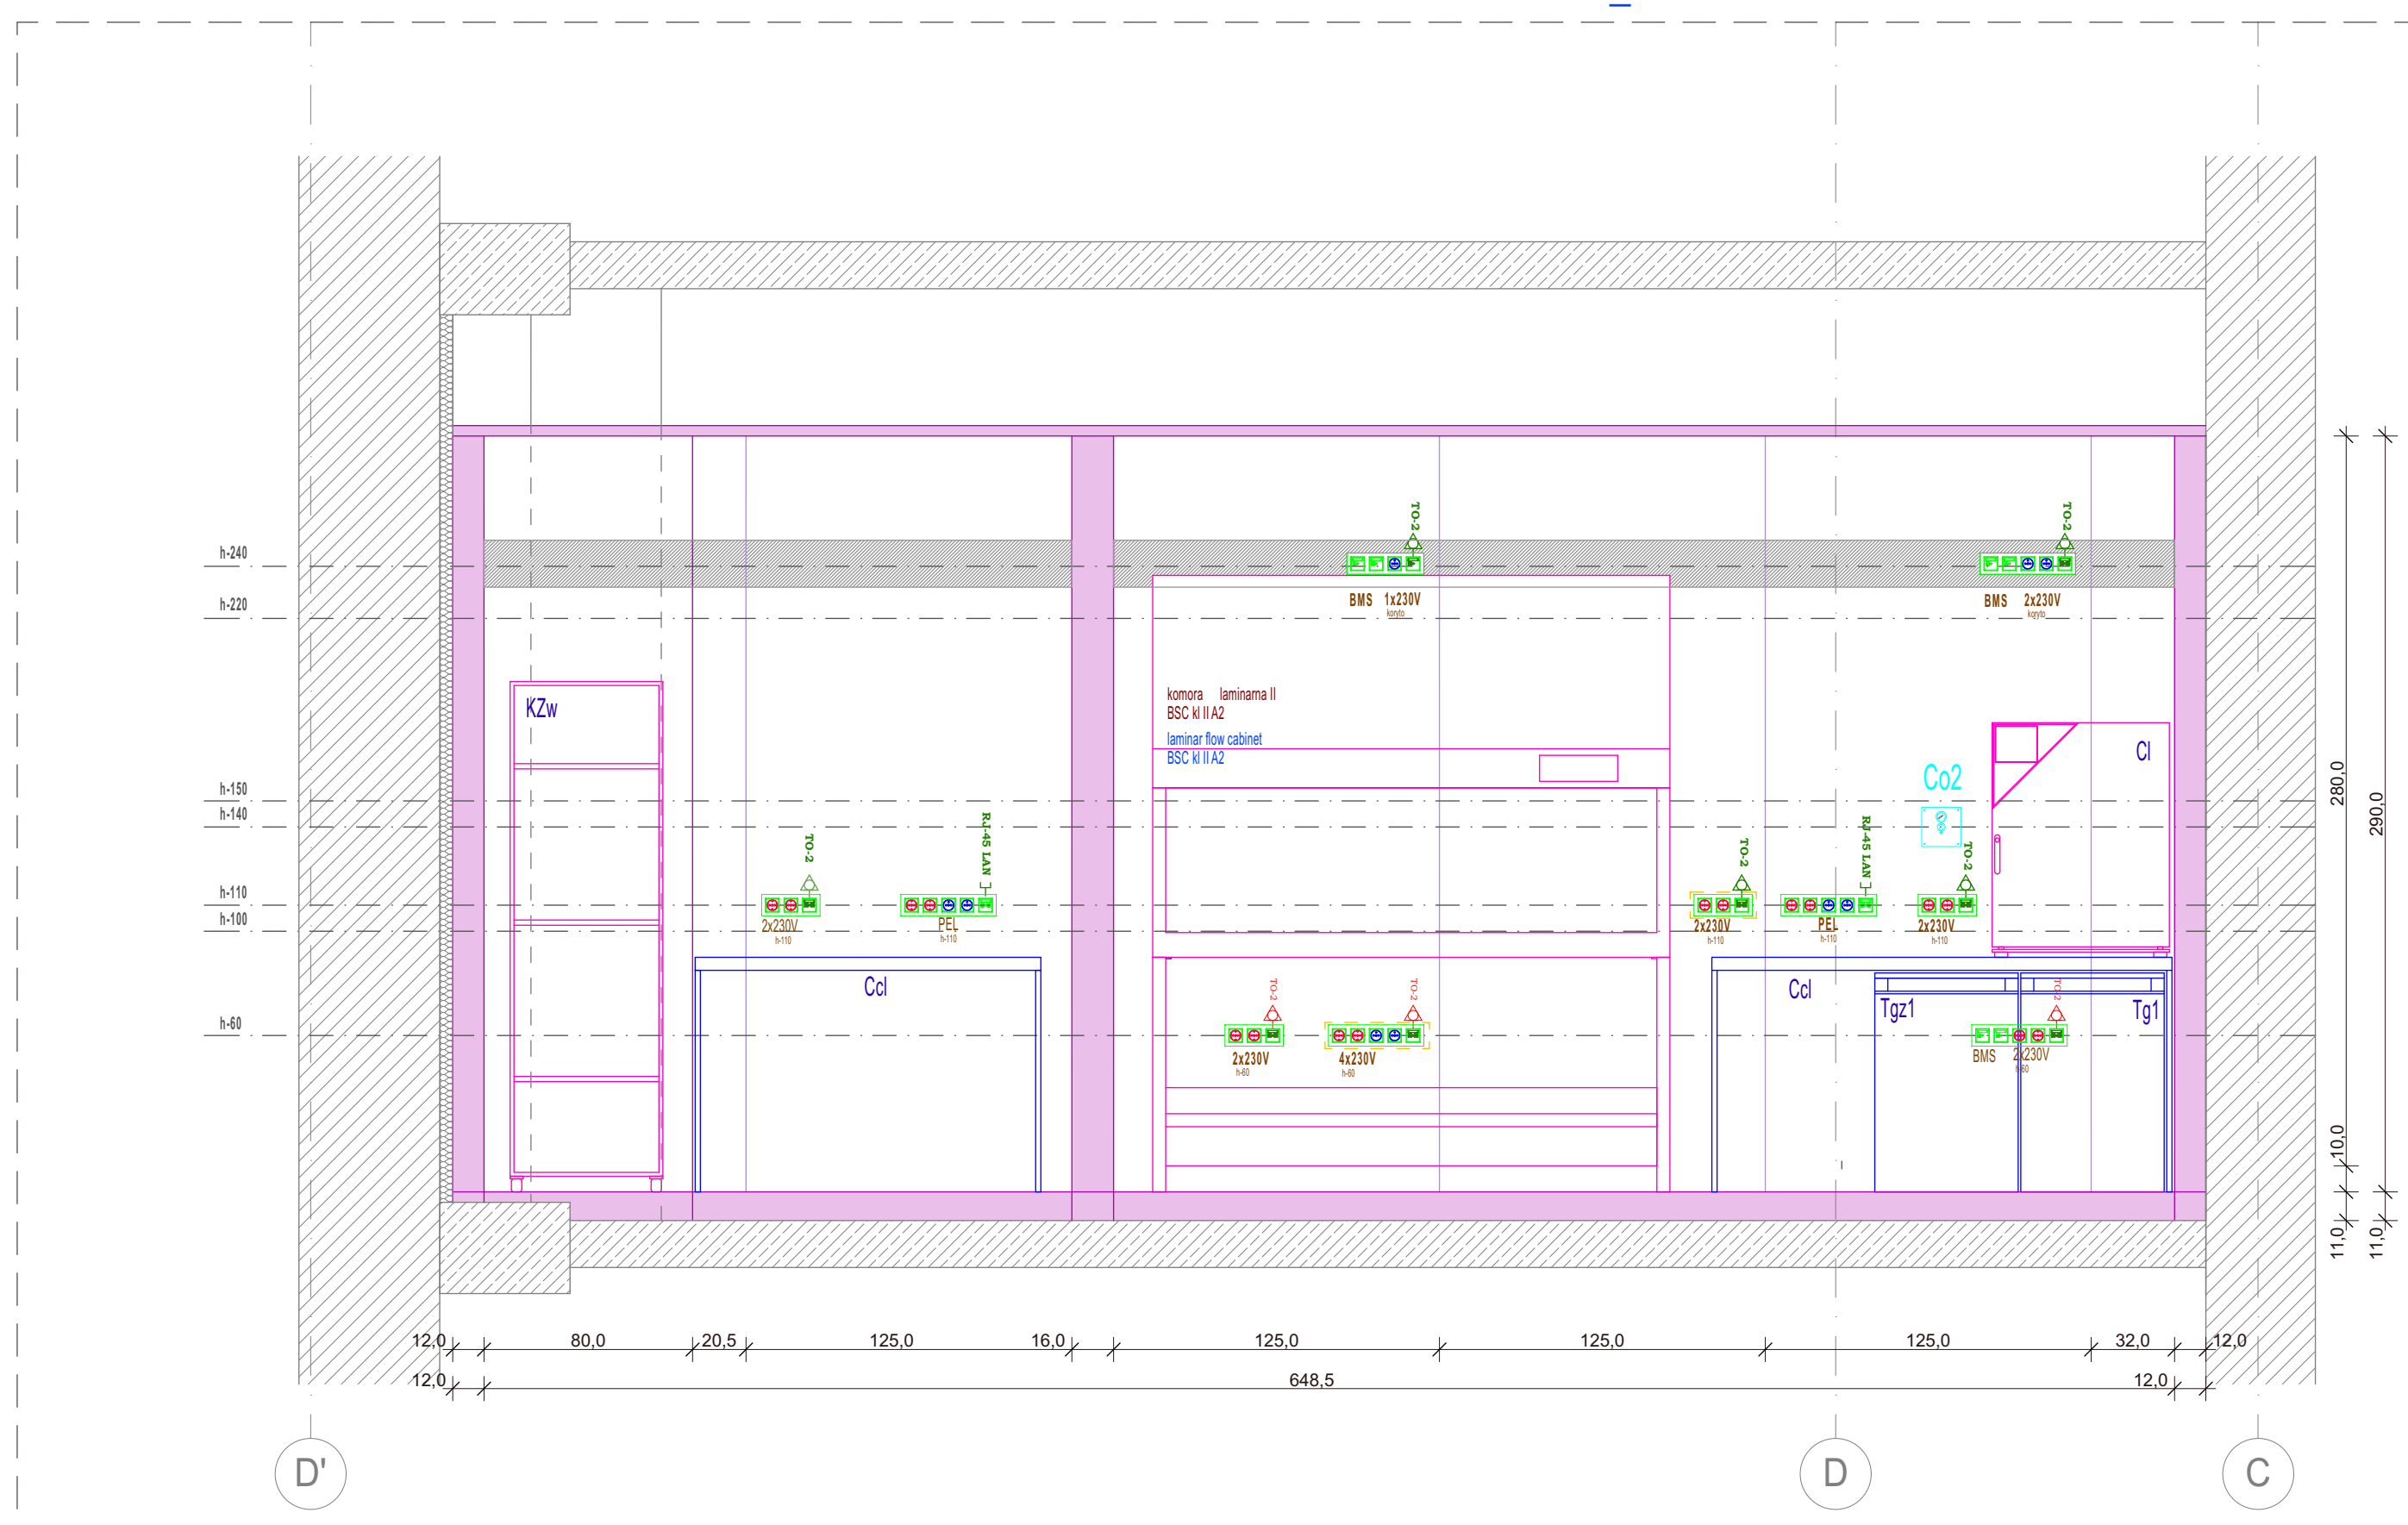 TO-2
TO-2
h-240
BMS 1x230V
koryto
BMS 2x230V
koryto
h-220
KZw
komora laminarna II
BSC kl II A2
laminar flow cabinet
BSC kl II A2
CI
Co2
h-150
h-140
TO-2
RJ-45 LAN
TO-2
RJ-45 LAN
TO-2
h-110
h-100
2x230V
h-110
PEL
h-110
2x230V
h-110
PEL
h-110
2x230V
h-110
Ccl
Ccl
TO-2
TO-2
TO-2
Tgz1
Tg1
h-60
2x230V
h-60
4x230V
h-60
BMS 2x230V
h-60
280,0
290,0
10,0
11,0
11,0
12,0 80,0 20,5 125,0 16,0 125,0 125,0 125,0 32,0 12,0
12,0 648,5 12,0
D' D C